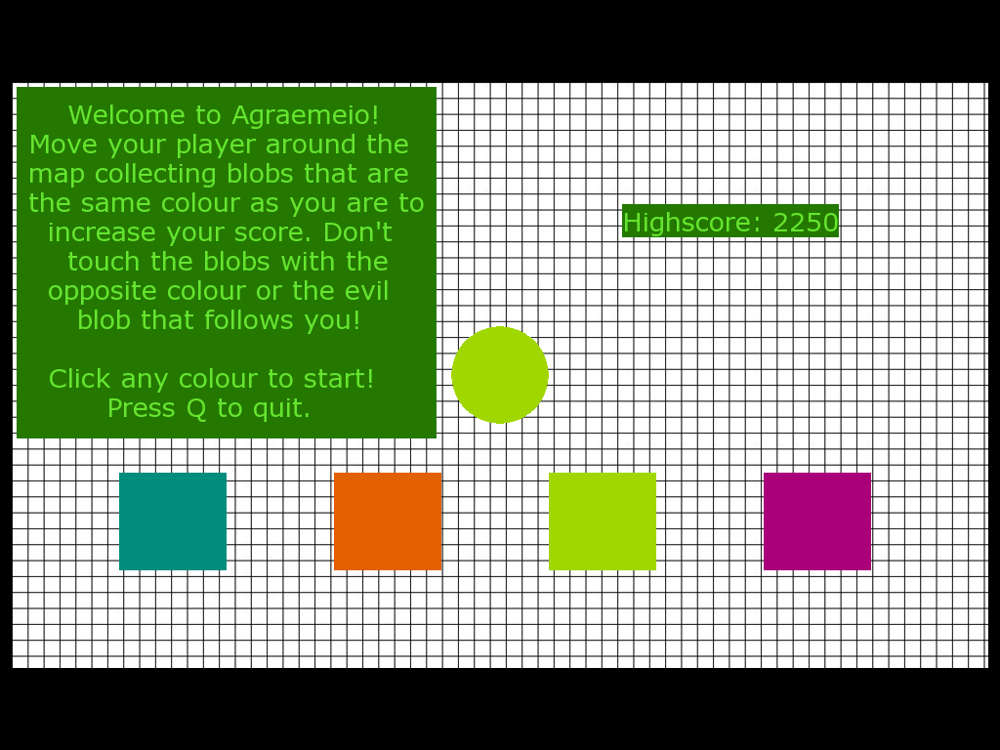 Welcome to Agraemeio!
Move your player around the
map collecting blobs that are
the same colour as you are to
increase your score. Don't
touch the blobs with the
opposite colour or the evil
blob that follows you!
Click any colour to start!
Press Q to quit.
Highscore: 2250